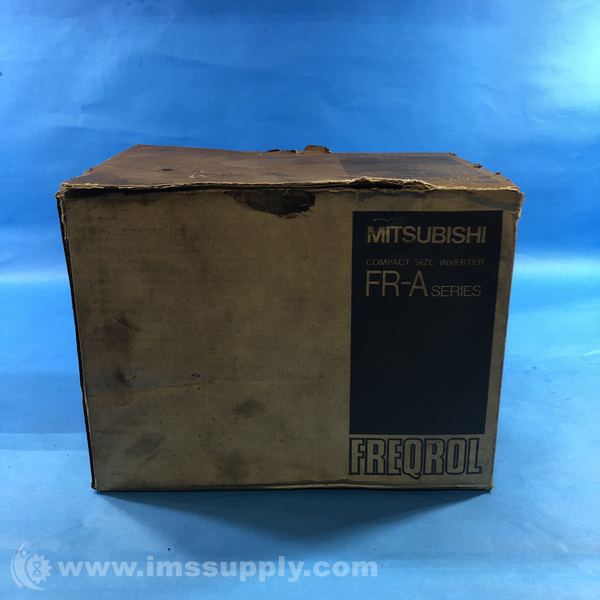 MITSUBISHI
COMPACT SIZE INVERTER
FR-A SERIES
FREQROL
www.imssupply.com